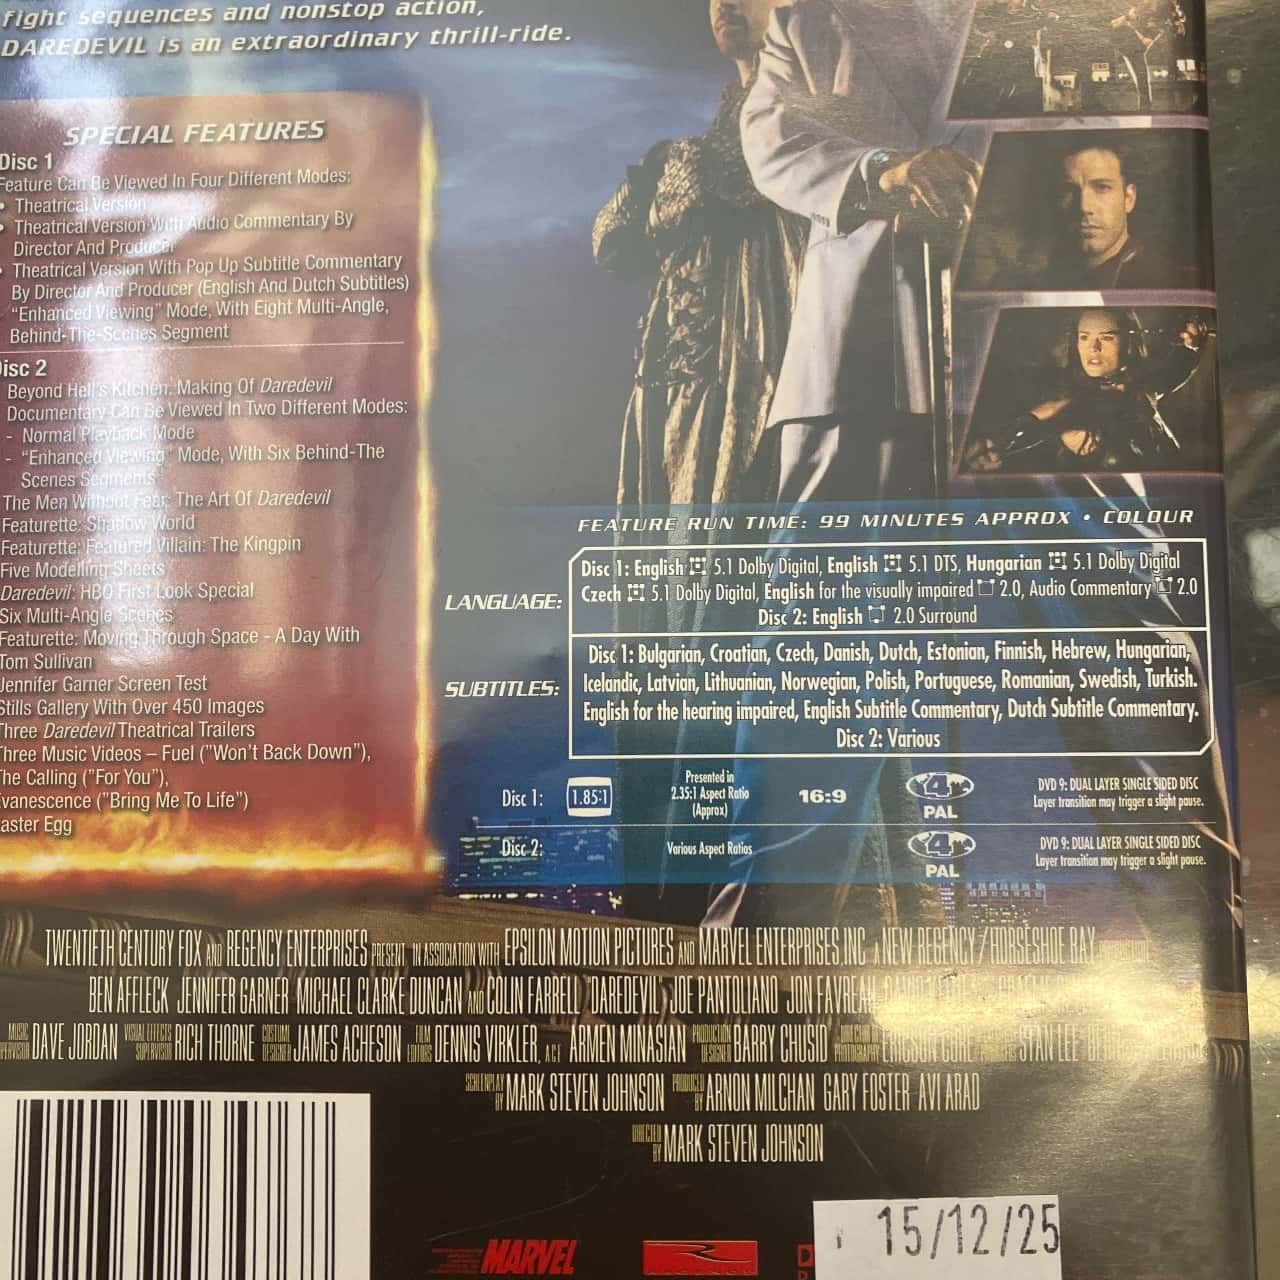 fight sequences and nonstop action,
DAREDEVIL is an extraordinary thrill-ride.
SPECIAL FEATURES
Disc 1
Feature Can Be Viewed In Four Different Modes:
• Theatrical Version
• Theatrical Version With Audio Commentary By
Director And Producer
• Theatrical Version With Pop Up Subtitle Commentary
By Director And Producer (English And Dutch Subtitles)
"Enhanced Viewing" Mode, With Eight Multi-Angle,
Behind-The-Scenes Segment
Disc 2
Beyond Hell's Kitchen: Making Of Daredevil
Documentary Can Be Viewed In Two Different Modes:
- Normal Playback Mode
- "Enhanced Viewing" Mode, With Six Behind-The
Scenes Segments
The Men Without Fear: The Art Of Daredevil
Featurette: Shadow World
Featurette: Featured Villain: The Kingpin
Five Modelling Sheets
Daredevil: HBO First Look Special
Six Multi-Angle Scenes
Featurette: Moving Through Space - A Day With
Tom Sullivan
Jennifer Garner Screen Test
Stills Gallery With Over 450 Images
Three Daredevil Theatrical Trailers
Three Music Videos – Fuel ("Won't Back Down"),
The Calling ("For You"),
Evanescence ("Bring Me To Life")
aster Egg
FEATURE RUN TIME: 99 MINUTES APPROX • COLOUR
LANGUAGE:
Disc 1: English 5.1 Dolby Digital, English 5.1 DTS, Hungarian 5.1 Dolby Digital
Czech 5.1 Dolby Digital, English for the visually impaired 2.0, Audio Commentary 2.0
Disc 2: English 2.0 Surround
SUBTITLES:
Disc 1: Bulgarian, Croatian, Czech, Danish, Dutch, Estonian, Finnish, Hebrew, Hungarian,
Icelandic, Latvian, Lithuanian, Norwegian, Polish, Portuguese, Romanian, Swedish, Turkish.
English for the hearing impaired, English Subtitle Commentary, Dutch Subtitle Commentary.
Disc 2: Various
Disc 1: 1.85:1
Presented in
2.35:1 Aspect Ratio
(Approx)
16:9
4
PAL
DVD 9: DUAL LAYER SINGLE SIDED DISC
Layer transition may trigger a slight pause.
Disc 2:
Various Aspect Ratios
4
PAL
DVD 9: DUAL LAYER SINGLE SIDED DISC
Layer transition may trigger a slight pause.
TWENTIETH CENTURY FOX AND REGENCY ENTERPRISES PRESENT IN ASSOCIATION WITH EPSILON MOTION PICTURES AND MARVEL ENTERPRISES, INC. A NEW REGENCY/HORSESHOE BAY
BEN AFFLECK JENNIFER GARNER MICHAEL CLARKE DUNCAN AND COLIN FARRELL "DAREDEVIL" JOE PANTOLIANO JON FAVREAU
MUSIC SUPERVISION DAVE JORDAN VISUAL EFFECTS SUPERVISION RICH THORNE COSTUME DESIGNER JAMES ACHESON FILM EDITORS DENNIS VIRKLER, A.C.E. ARMEN MINASIAN PRODUCTION DESIGNER BARRY CHUSID ERICSON CORE STAN LEE
SCREENPLAY BY MARK STEVEN JOHNSON PRODUCED BY ARNON MILCHAN GARY FOSTER AVI ARAD
DIRECTED BY MARK STEVEN JOHNSON
MARVEL
15/12/25